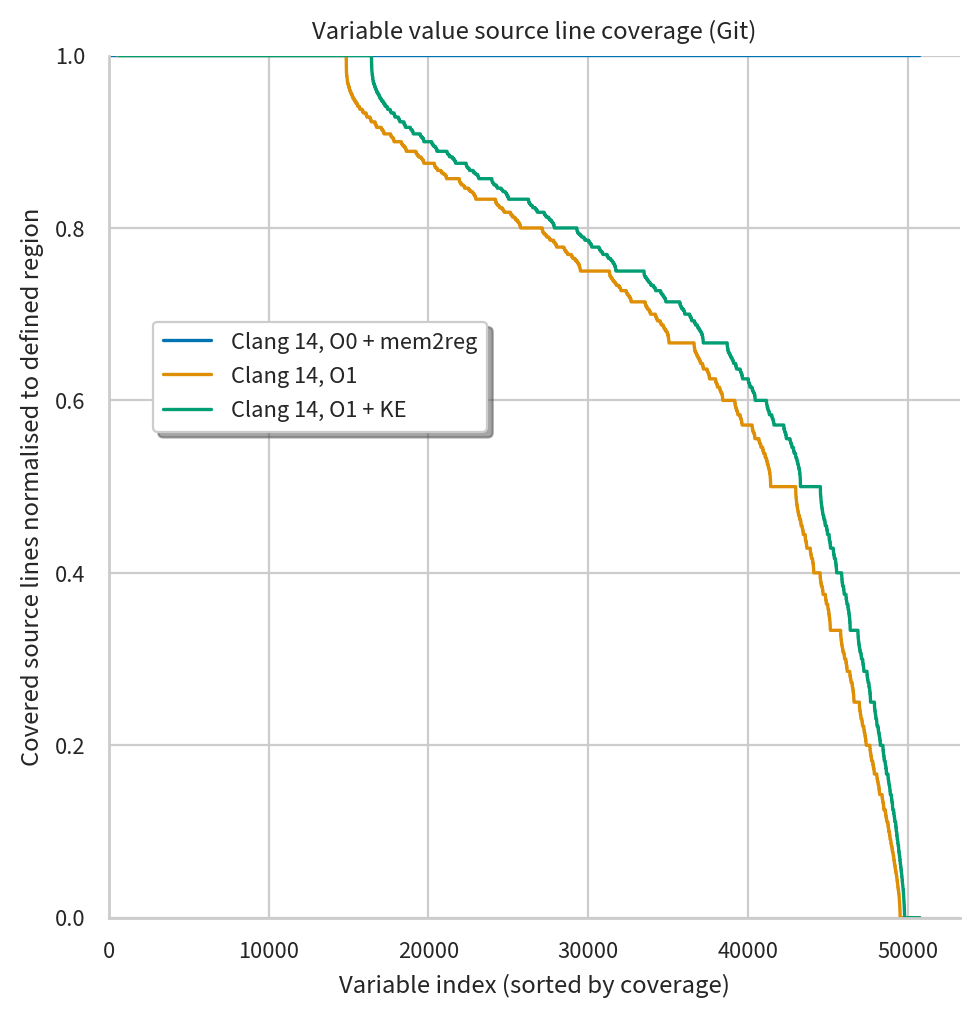 Variable value source line coverage (Git)
1.0
0.8
0.6
0.4
0.2
0.0
Covered source lines normalised to defined region
Clang 14, O0 + mem2reg
Clang 14, O1
Clang 14, O1 + KE
0 10000 20000 30000 40000 50000
Variable index (sorted by coverage)